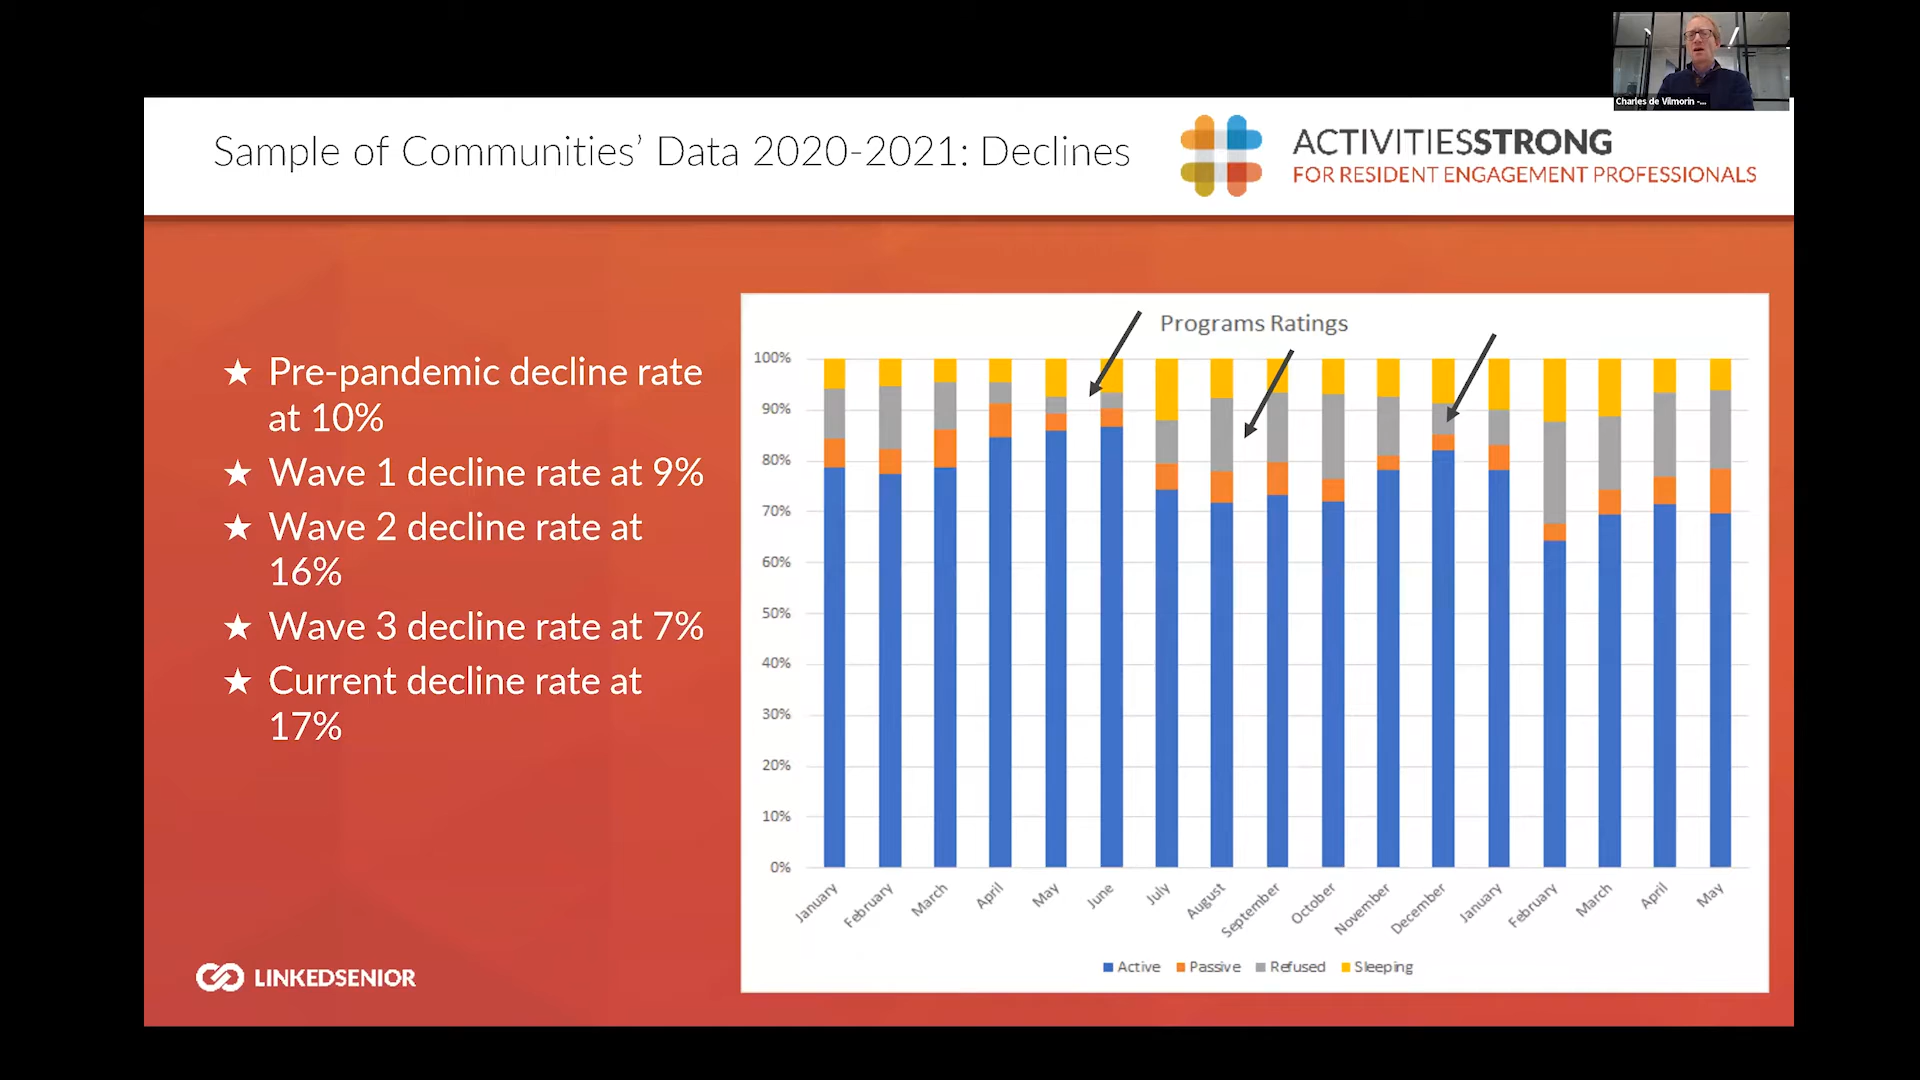 Charles de Vilmorin -...
Sample of Communities’ Data 2020-2021: Declines
ACTIVITIESSTRONG
FOR RESIDENT ENGAGEMENT PROFESSIONALS
★ Pre-pandemic decline rate
at 10%
★ Wave 1 decline rate at 9%
★ Wave 2 decline rate at
16%
★ Wave 3 decline rate at 7%
★ Current decline rate at
17%
LINKEDSENIOR
Programs Ratings
100%
90%
80%
70%
60%
50%
40%
30%
20%
10%
0%
January
February
March
April
May
June
July
August
September
October
November
December
January
February
March
April
May
Active Passive Refused Sleeping